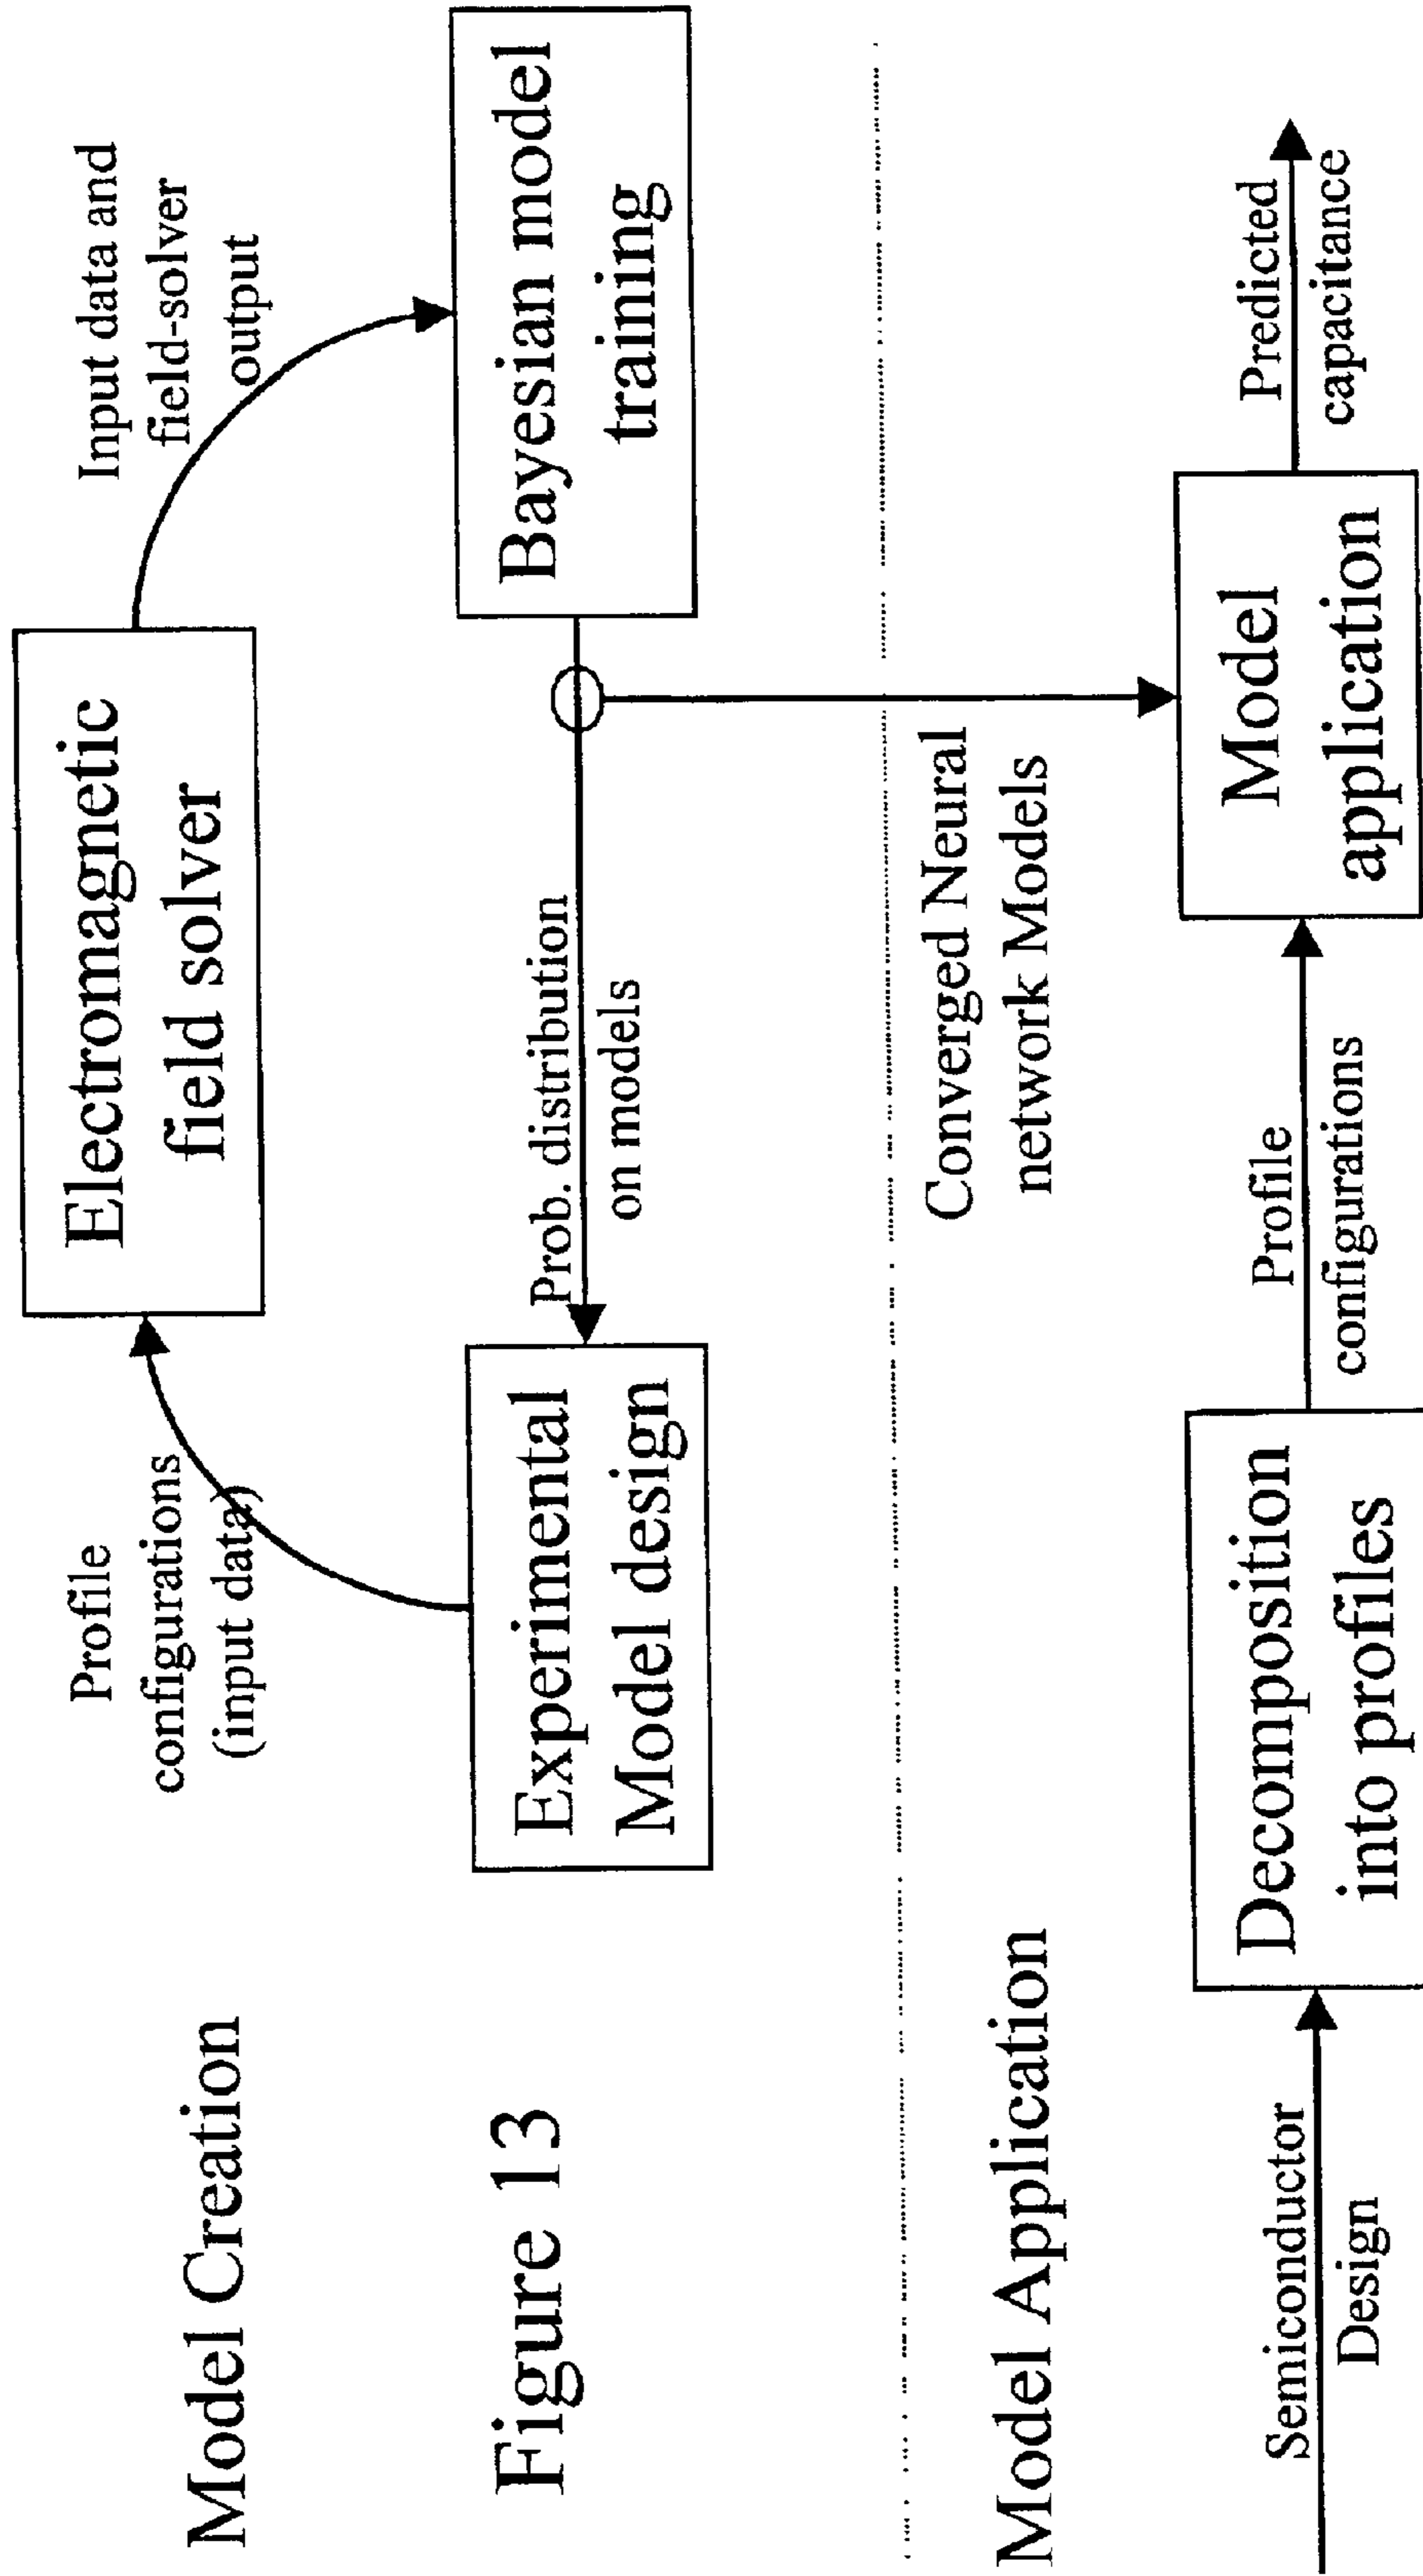 Model Creation
Figure 13
Profile
configurations
(input data)
Electromagnetic
field solver
Input data and
field-solver
output
Experimental
Model design
Prob. distribution
on models
Bayesian model
training
Converged Neural
network Models
Model Application
Semiconductor
Design
Decomposition
into profiles
Profile
configurations
Model
application
Predicted
capacitance